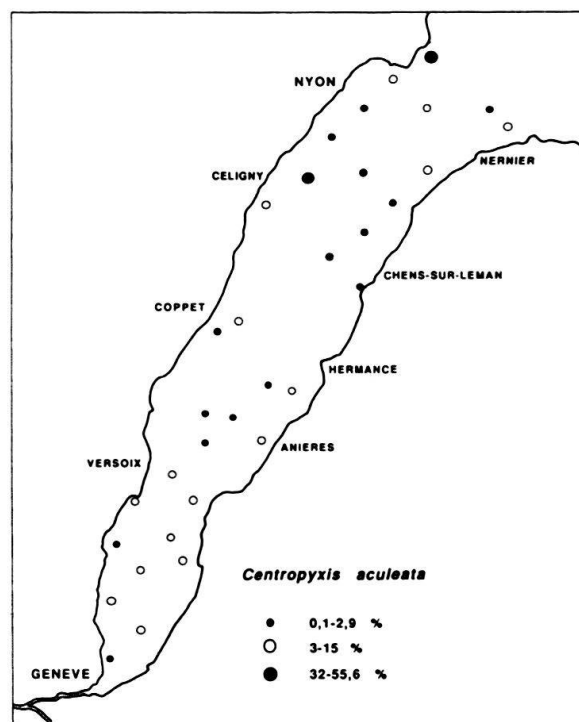 NYON
NERNIER
CELIGNY
CHENS-SUR-LEMAN
COPPET
HERMANCE
ANIERES
VERSOIX
Centropyxis aculeata
0,1-2,9 %
3-15 %
32-55,6 %
GENEVE